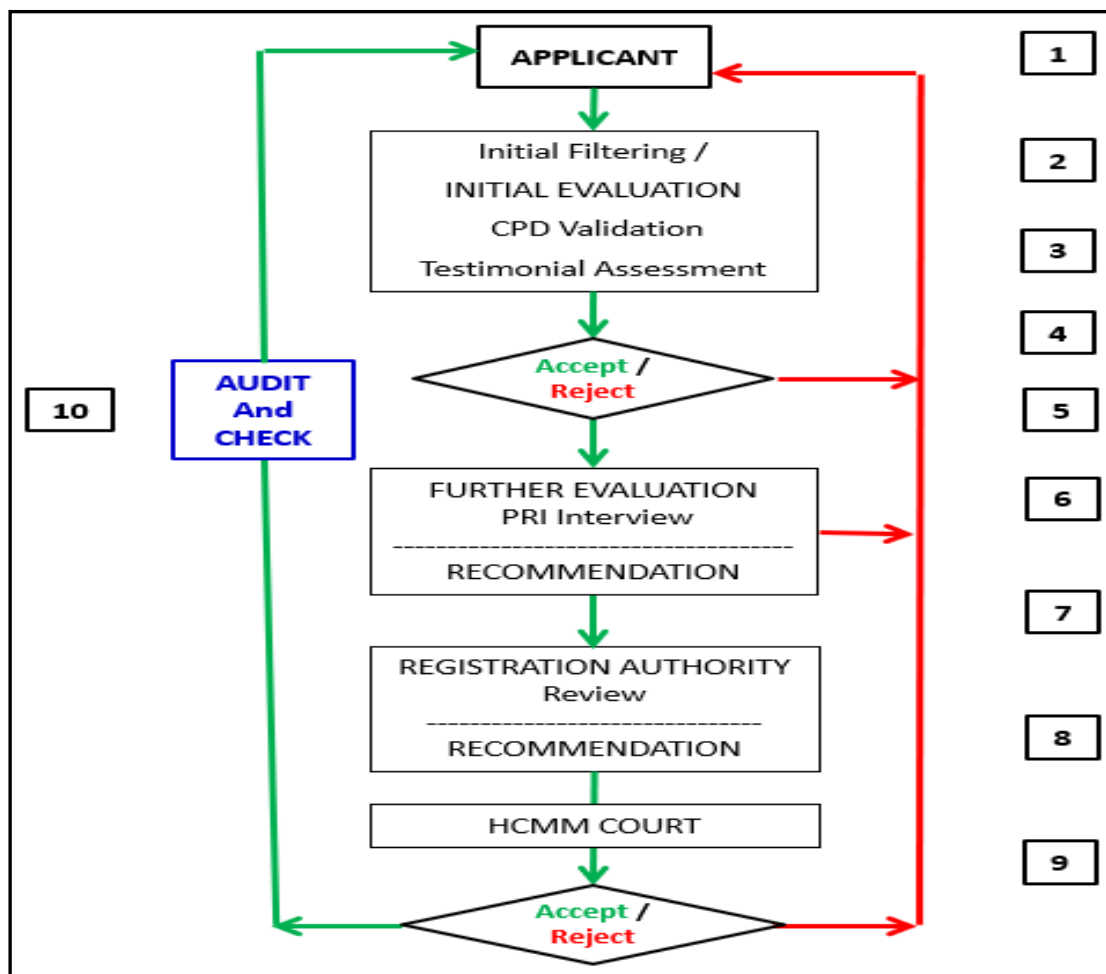 APPLICANT
1
Initial Filtering /
INITIAL EVALUATION
CPD Validation
Testimonial Assessment
2
3
Accept /
Reject
4
5
AUDIT
And
CHECK
10
FURTHER EVALUATION
PRI Interview
-------------------------------------
RECOMMENDATION
6
7
REGISTRATION AUTHORITY
Review
-------------------------------
RECOMMENDATION
8
HCMM COURT
9
Accept /
Reject